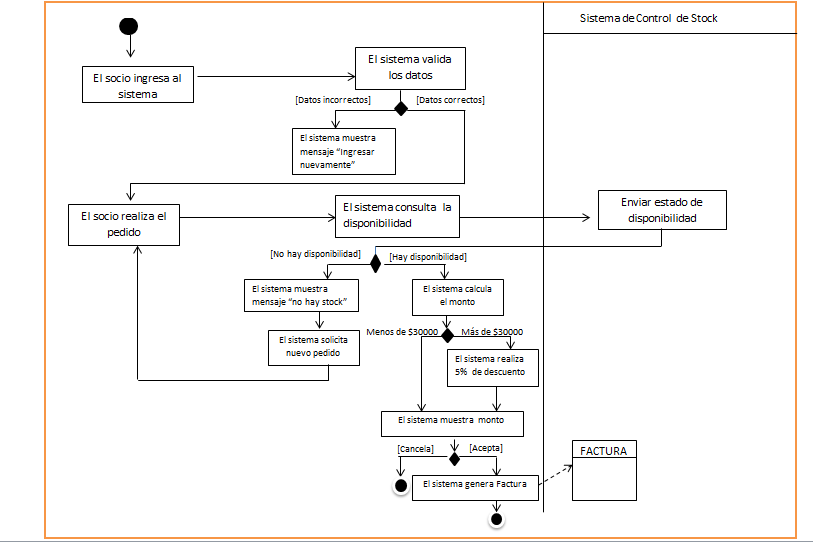 Sistema de Control de Stock
El sistema valida
los datos
El socio ingresa al
sistema
[Datos incorrectos]
[Datos correctos]
El sistema muestra
mensaje “Ingresar
nuevamente”
El socio realiza el
pedido
El sistema consulta la
disponibilidad
Enviar estado de
disponibilidad
[No hay disponibilidad]
[Hay disponibilidad]
El sistema muestra
mensaje “no hay stock”
El sistema calcula
el monto
El sistema solicita
nuevo pedido
Menos de $30000
Más de $30000
El sistema realiza
5% de descuento
El sistema muestra monto
[Cancela]
[Acepta]
El sistema genera Factura
FACTURA